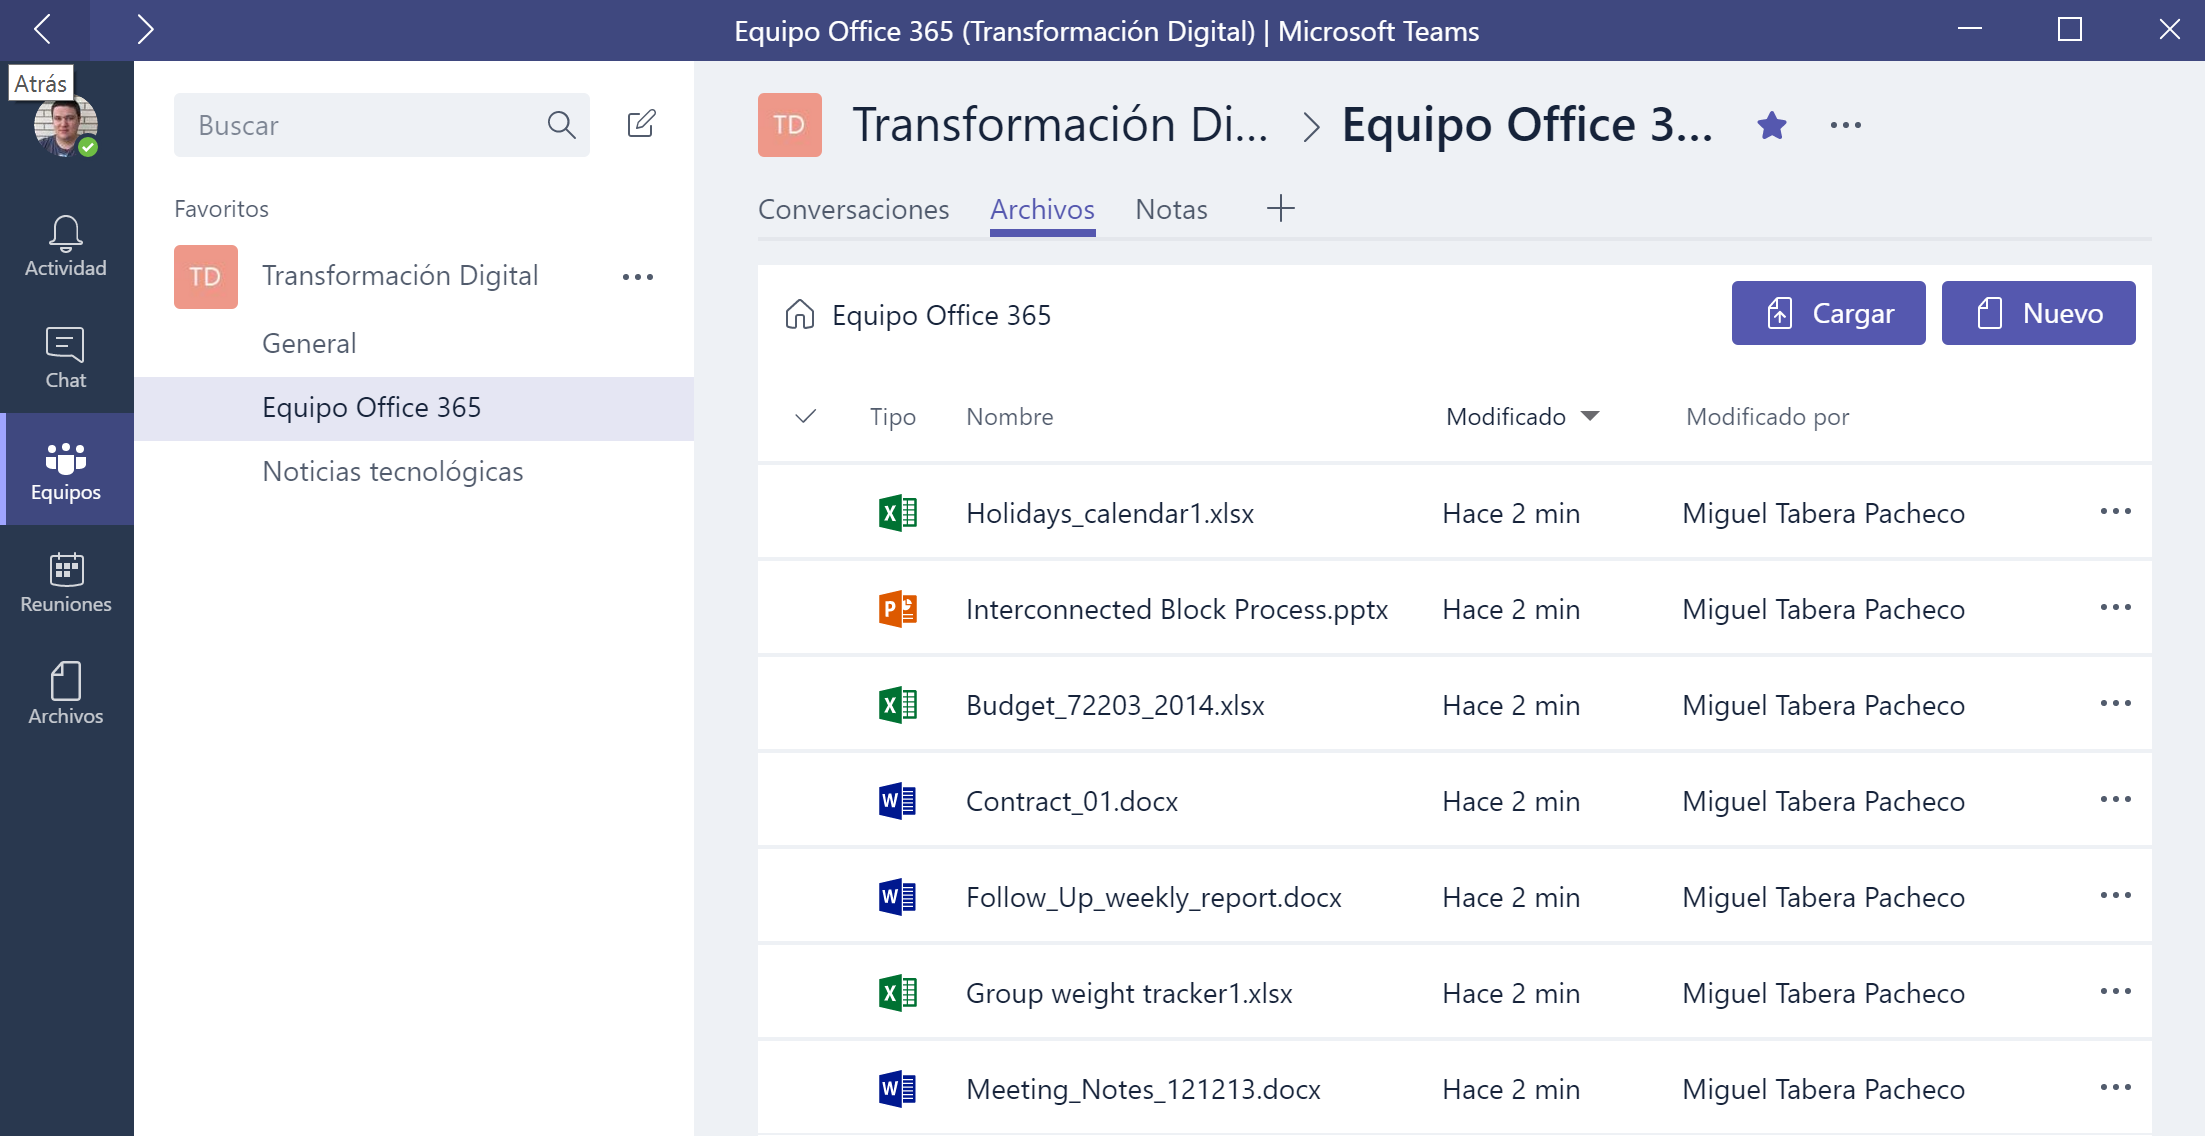 Equipo Office 365 (Transformación Digital) | Microsoft Teams
Atrás
Actividad
Chat
Equipos
Reuniones
Archivos
Buscar
Favoritos
TD Transformación Digital
General
Equipo Office 365
Noticias tecnológicas
TD Transformación Di... > Equipo Office 3...
Conversaciones Archivos Notas
Equipo Office 365 Cargar Nuevo
Tipo Nombre Modificado Modificado por
Holidays_calendar1.xlsx Hace 2 min Miguel Tabera Pacheco
Interconnected Block Process.pptx Hace 2 min Miguel Tabera Pacheco
Budget_72203_2014.xlsx Hace 2 min Miguel Tabera Pacheco
Contract_01.docx Hace 2 min Miguel Tabera Pacheco
Follow_Up_weekly_report.docx Hace 2 min Miguel Tabera Pacheco
Group weight tracker1.xlsx Hace 2 min Miguel Tabera Pacheco
Meeting_Notes_121213.docx Hace 2 min Miguel Tabera Pacheco